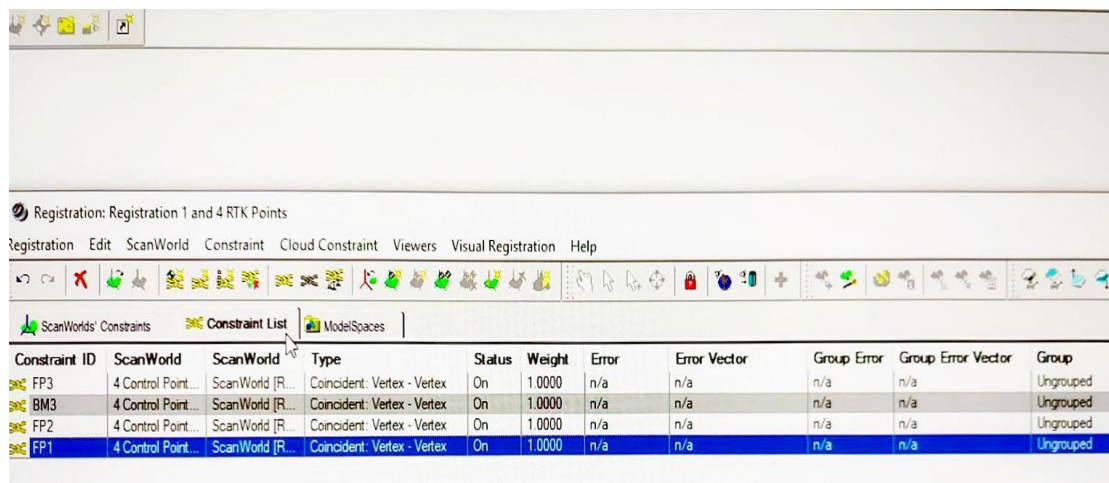 Registration: Registration 1 and 4 RTK Points
Registration Edit ScanWorld Constraint Cloud Constraint Viewers Visual Registration Help
ScanWorlds' Constraints Constraint List ModelSpaces
Constraint ID ScanWorld ScanWorld Type Status Weight Error Error Vector Group Error Group Error Vector Group
FP3 4 Control Point... ScanWorld [R... Coincident: Vertex - Vertex On 1.0000 n/a n/a n/a n/a Ungrouped
BM3 4 Control Point... ScanWorld [R... Coincident: Vertex - Vertex On 1.0000 n/a n/a n/a n/a Ungrouped
FP2 4 Control Point... ScanWorld [R... Coincident: Vertex - Vertex On 1.0000 n/a n/a n/a n/a Ungrouped
FP1 4 Control Point... ScanWorld [R... Coincident: Vertex - Vertex On 1.0000 n/a n/a n/a n/a Ungrouped